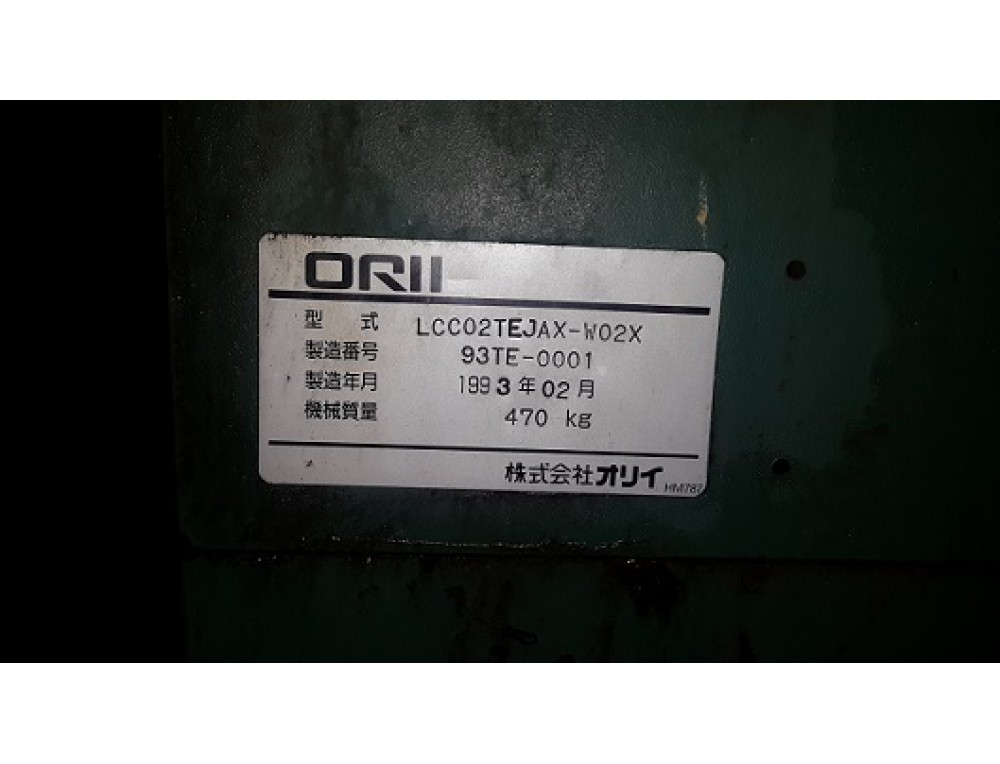 ORII
型 式 LCC02TEJAX-W02X
製造番号 93TE-0001
製造年月 1993年02月
機械質量 470 kg
株式会社オリイ
HM787